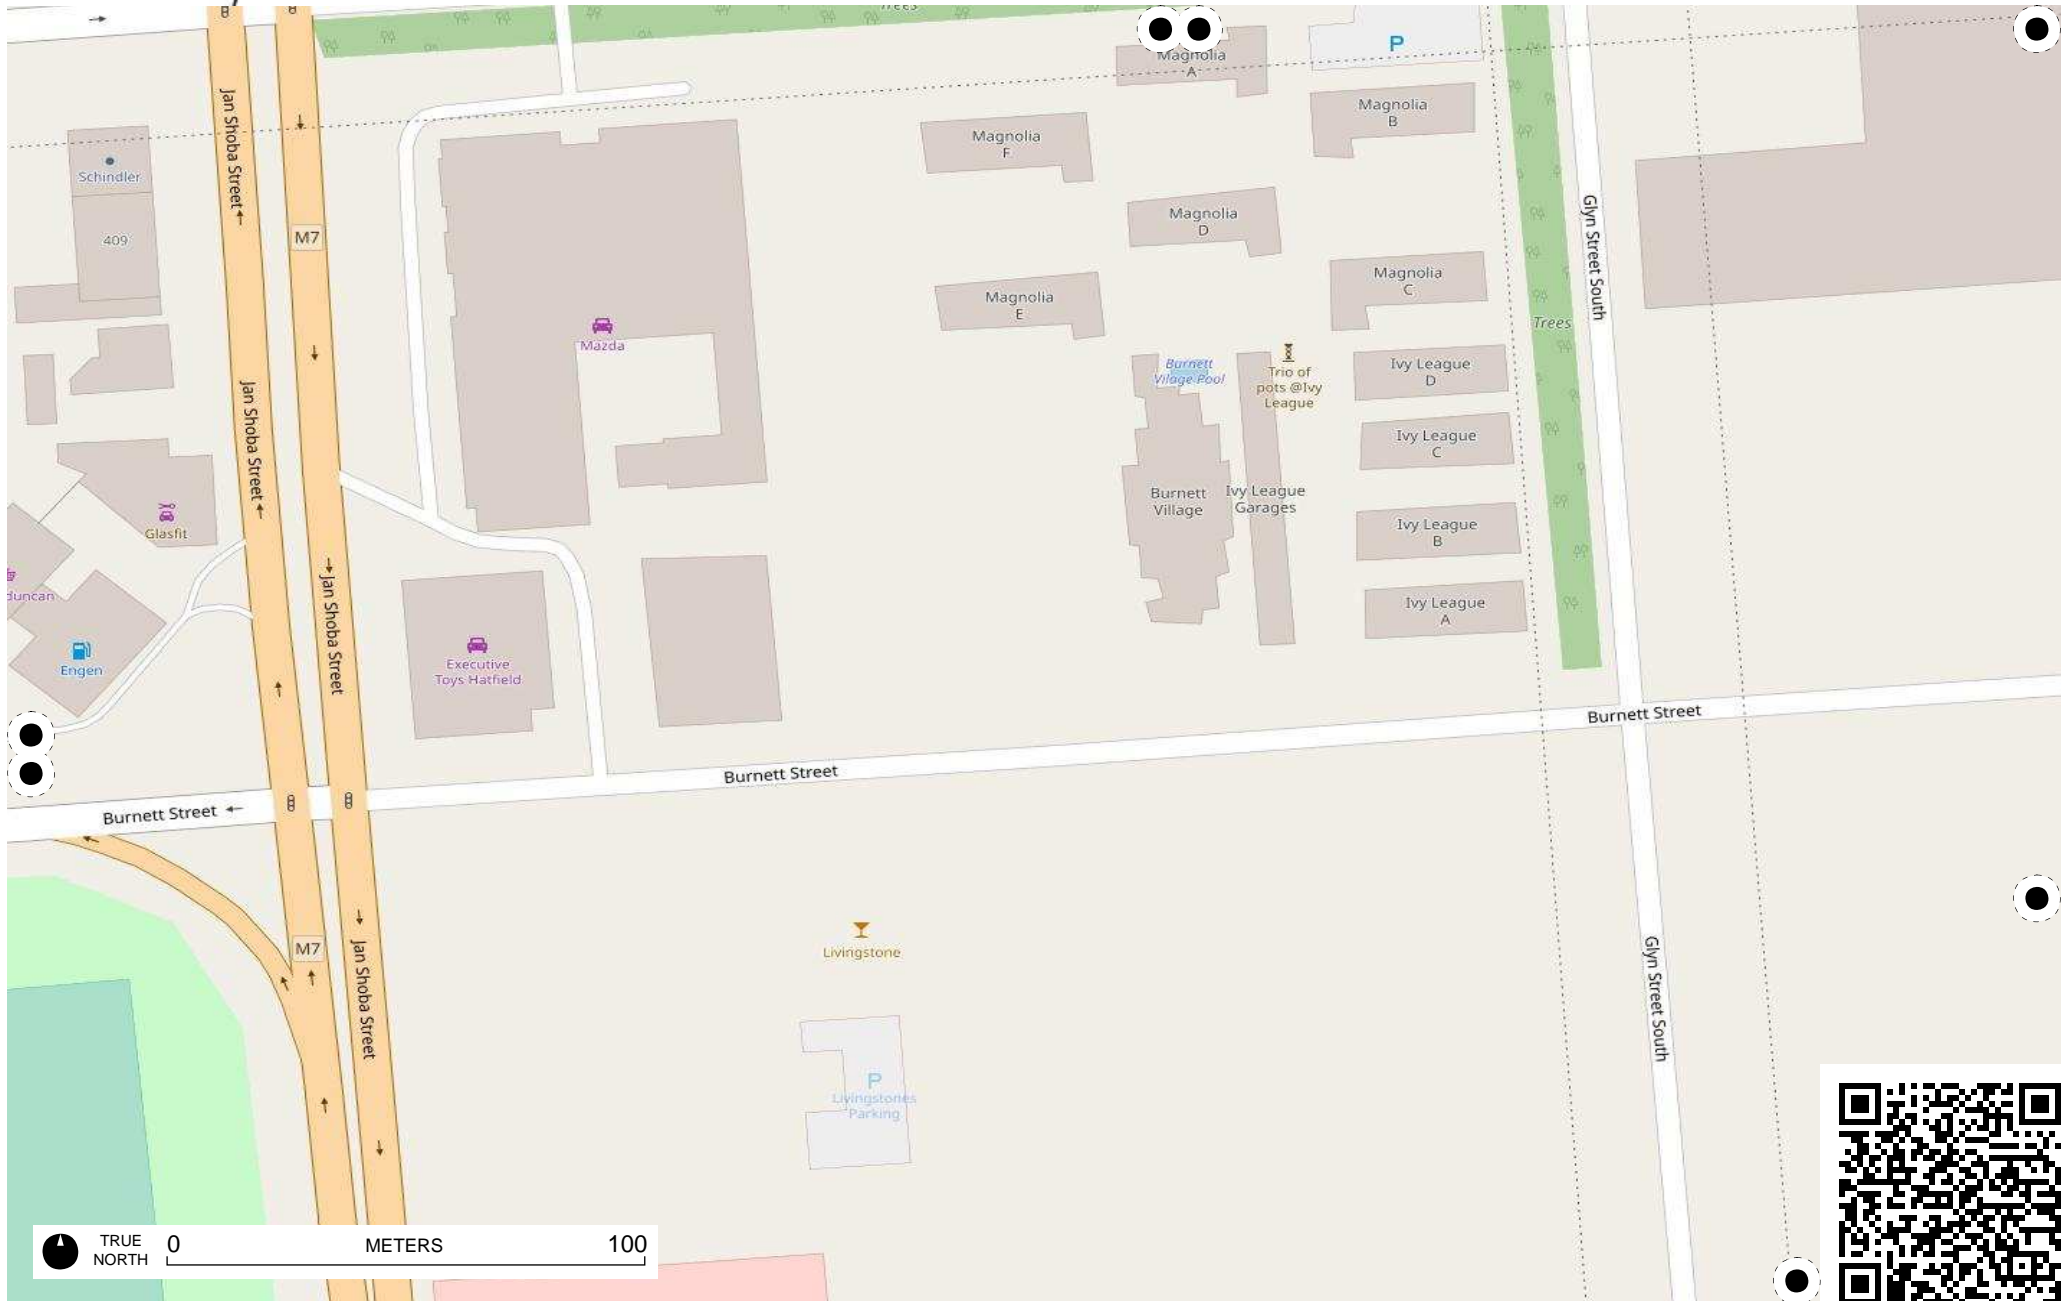 Trees
P
Magnolia
A
Jan Shoba Street
Magnolia
B
Magnolia
F
Schindler
Magnolia
D
409
M7
Glyn Street South
Magnolia
C
Magnolia
E
Trees
Mazda
Burnett
Vilage Pool
Trio of
pots @Ivy
League
Ivy League
D
Jan Shoba Street
Ivy League
C
Burnett
Village
Ivy League
Garages
Glasfit
Ivy League
B
duncan
Jan Shoba Street
Ivy League
A
Engen
Executive
Toys Hatfield
Burnett Street
Burnett Street
Burnett Street
M7
Livingstone
Jan Shoba Street
Glyn Street South
P
Livingstones
Parking
TRUE
NORTH
0 METERS 100